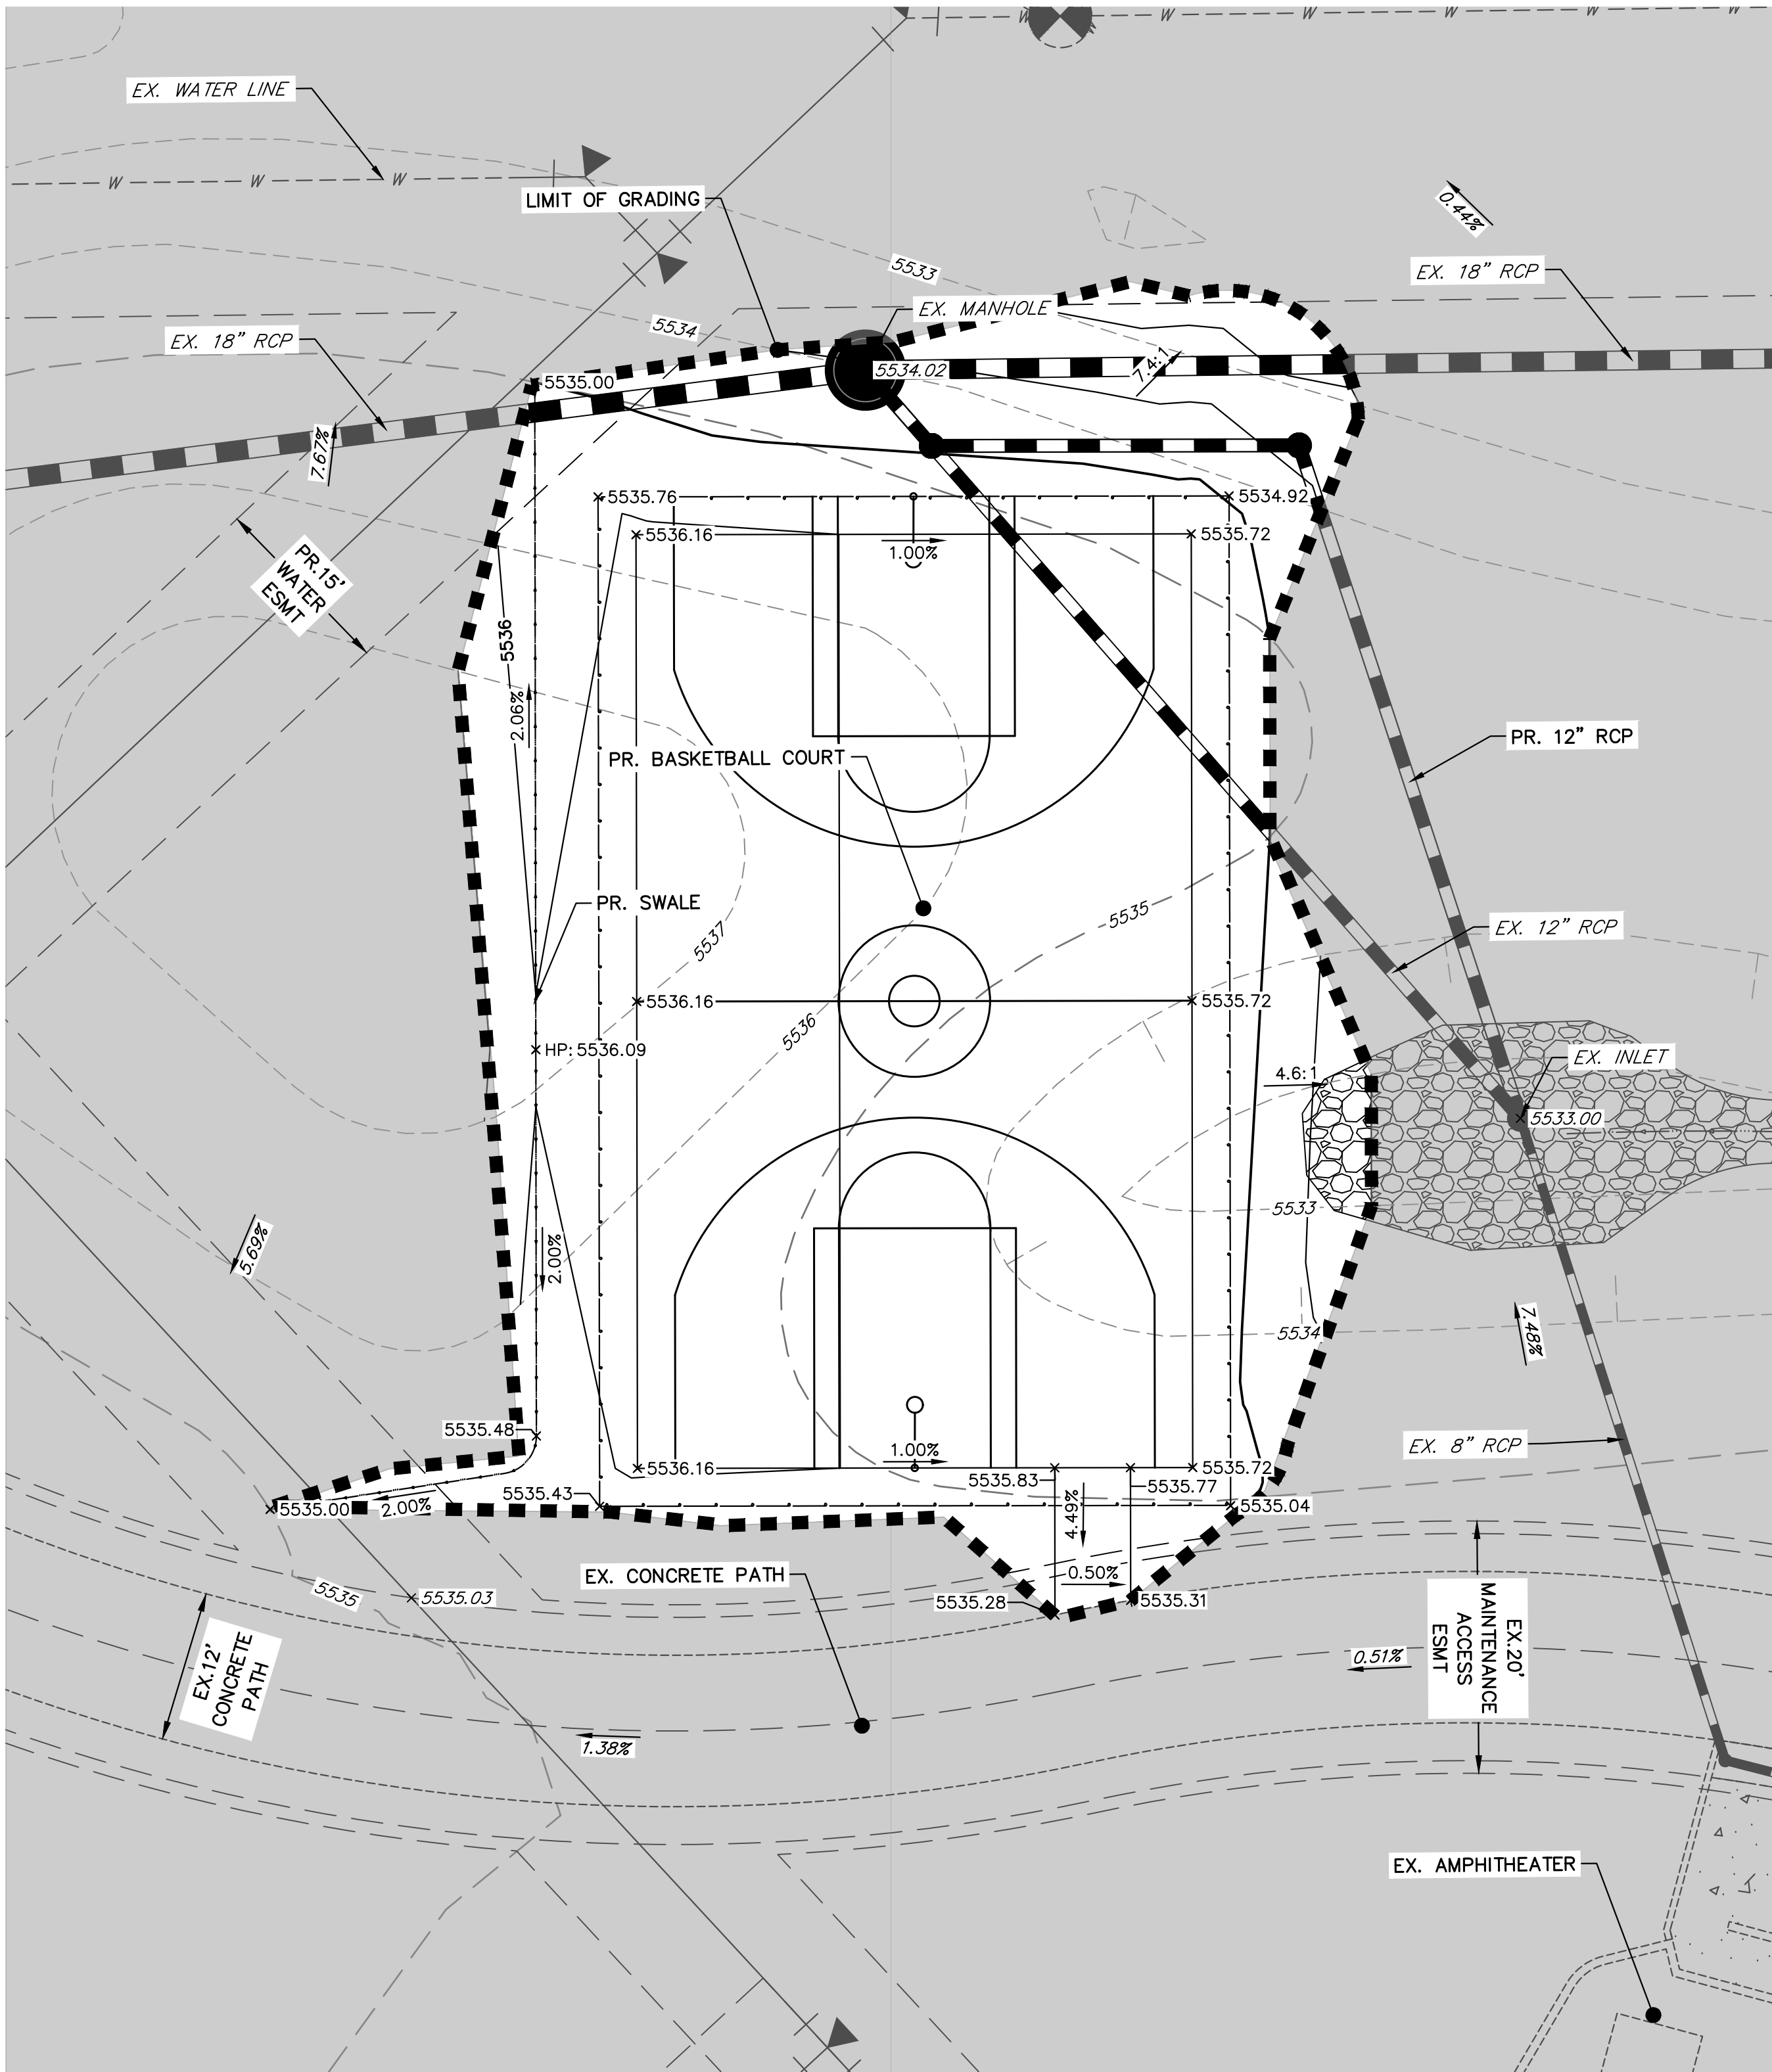 W W W W W W
EX. WATER LINE
W W W
LIMIT OF GRADING
0.44%
5533
EX. 18" RCP
EX. MANHOLE
5534
EX. 18" RCP
7.4:1
5534.02
5535.00
7.67%
5535.76
5534.92
5536.16
5535.72
1.00%
PR.15'
WATER
ESMT
5536
2.06%
PR. BASKETBALL COURT
PR. 12" RCP
PR. SWALE
5535
EX. 12" RCP
5537
5536.16
5535.72
5536
HP: 5536.09
EX. INLET
4.6:1
5533.00
5533
5.69%
2.00%
5534
7.48%
5535.48
1.00%
EX. 8" RCP
5536.16
5535.83
5535.72
5535.77
5535.43
5535.00
2.00%
5535.04
4.49%
EX. CONCRETE PATH
0.50%
5535
5535.03
5535.28
5535.31
EX.12'
CONCRETE
PATH
EX.20'
MAINTENANCE
ACCESS
ESMT
0.51%
1.38%
EX. AMPHITHEATER